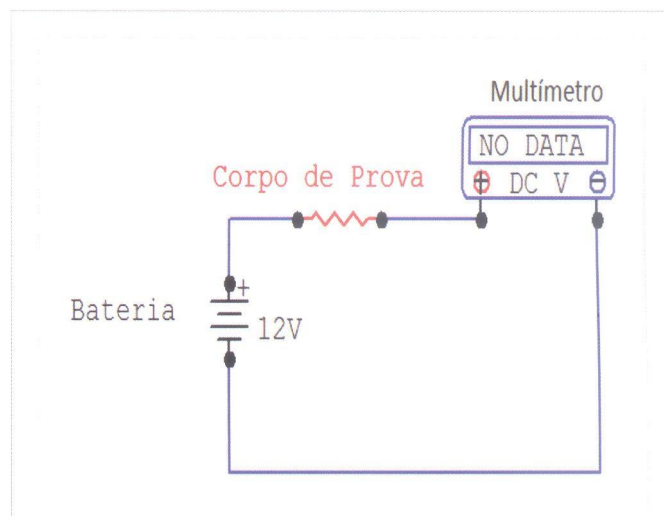 Multímetro
NO DATA
+ DC V −
Corpo de Prova
+
Bateria
12V